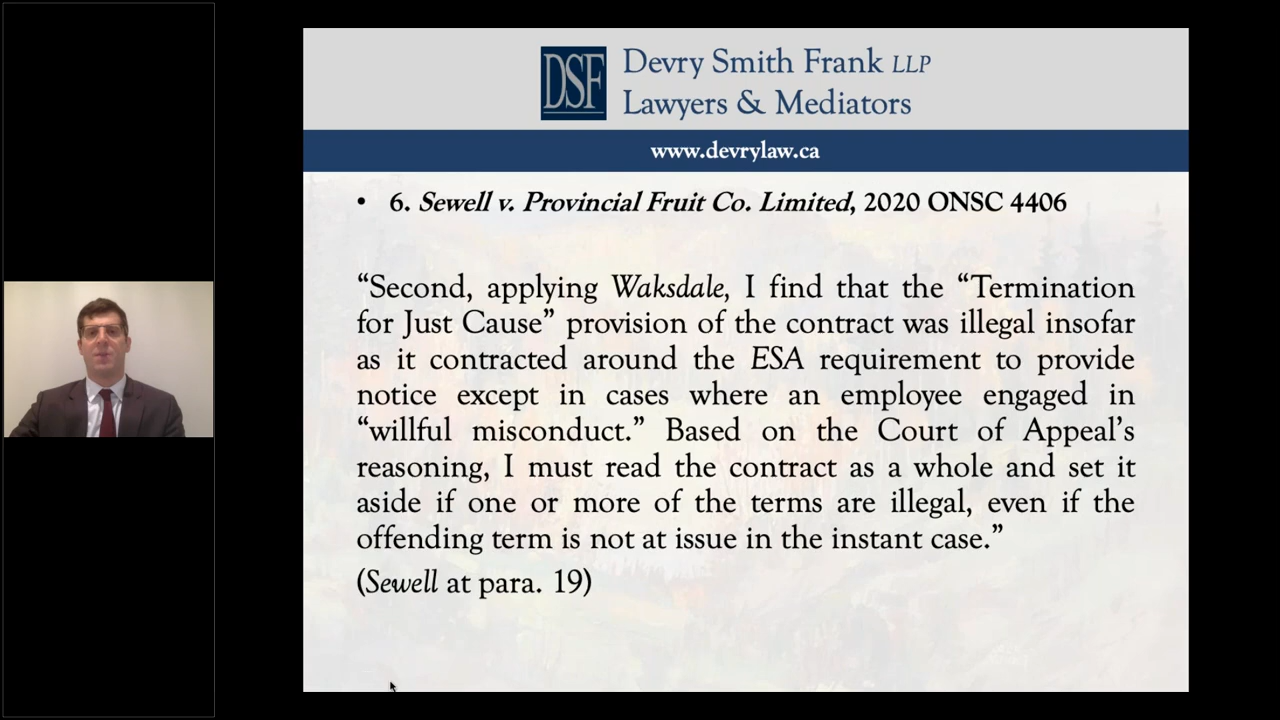 DSF
Devry Smith Frank LLP
Lawyers & Mediators
www.devrylaw.ca
• 6. Sewell v. Provincial Fruit Co. Limited, 2020 ONSC 4406
“Second, applying Waksdale, I find that the “Termination
for Just Cause” provision of the contract was illegal insofar
as it contracted around the ESA requirement to provide
notice except in cases where an employee engaged in
“willful misconduct.” Based on the Court of Appeal’s
reasoning, I must read the contract as a whole and set it
aside if one or more of the terms are illegal, even if the
offending term is not at issue in the instant case.”
(Sewell at para. 19)